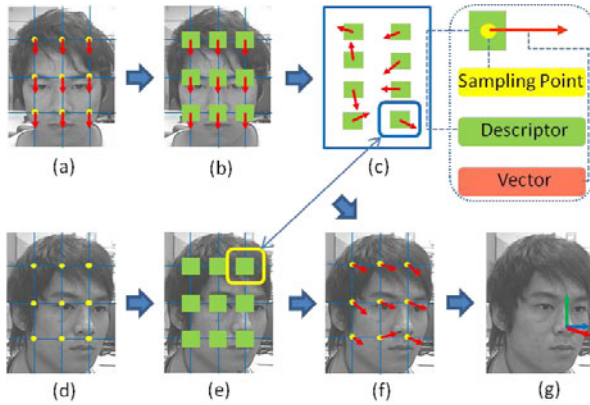 (a)
(b)
(c)
Sampling Point
Descriptor
Vector
(d)
(e)
(f)
(g)